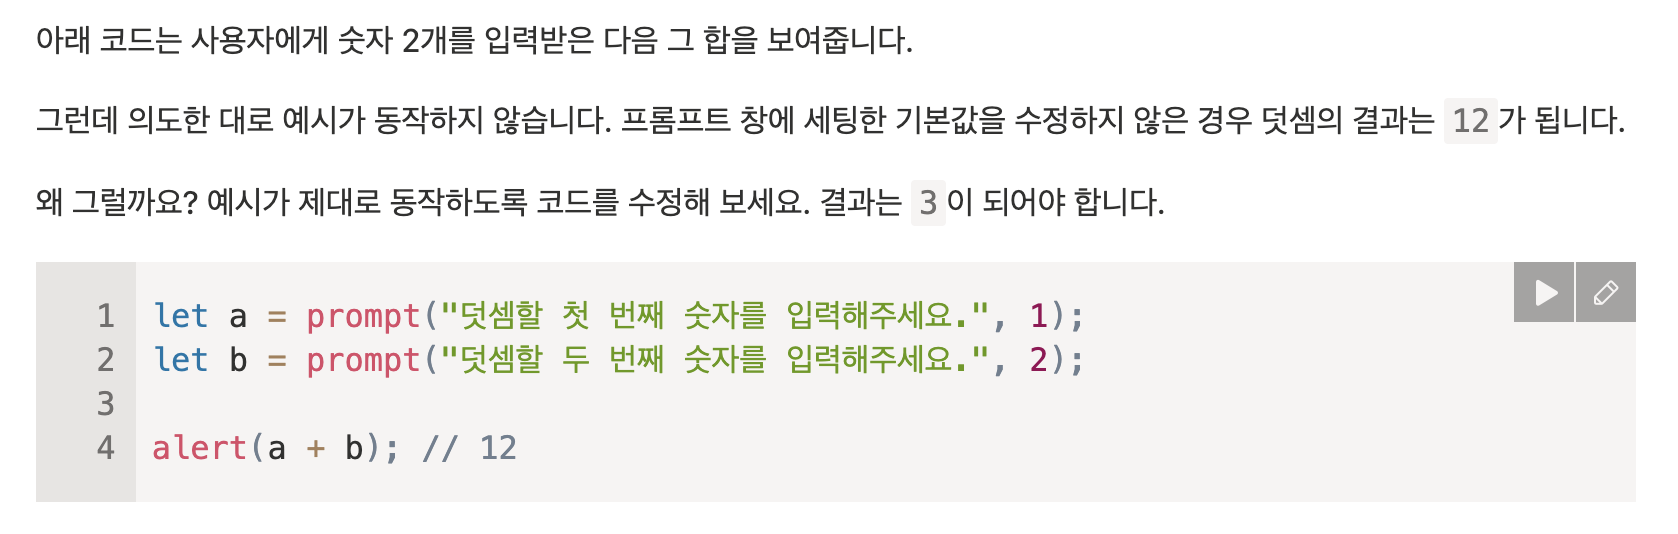 아래 코드는 사용자에게 숫자 2개를 입력받은 다음 그 합을 보여줍니다.
그런데 의도한 대로 예시가 동작하지 않습니다. 프롬프트 창에 세팅한 기본값을 수정하지 않은 경우 덧셈의 결과는 12가 됩니다.
왜 그럴까요? 예시가 제대로 동작하도록 코드를 수정해 보세요. 결과는 3이 되어야 합니다.
1 let a = prompt("덧셈할 첫 번째 숫자를 입력해주세요.", 1);
2 let b = prompt("덧셈할 두 번째 숫자를 입력해주세요.", 2);
3
4 alert(a + b); // 12